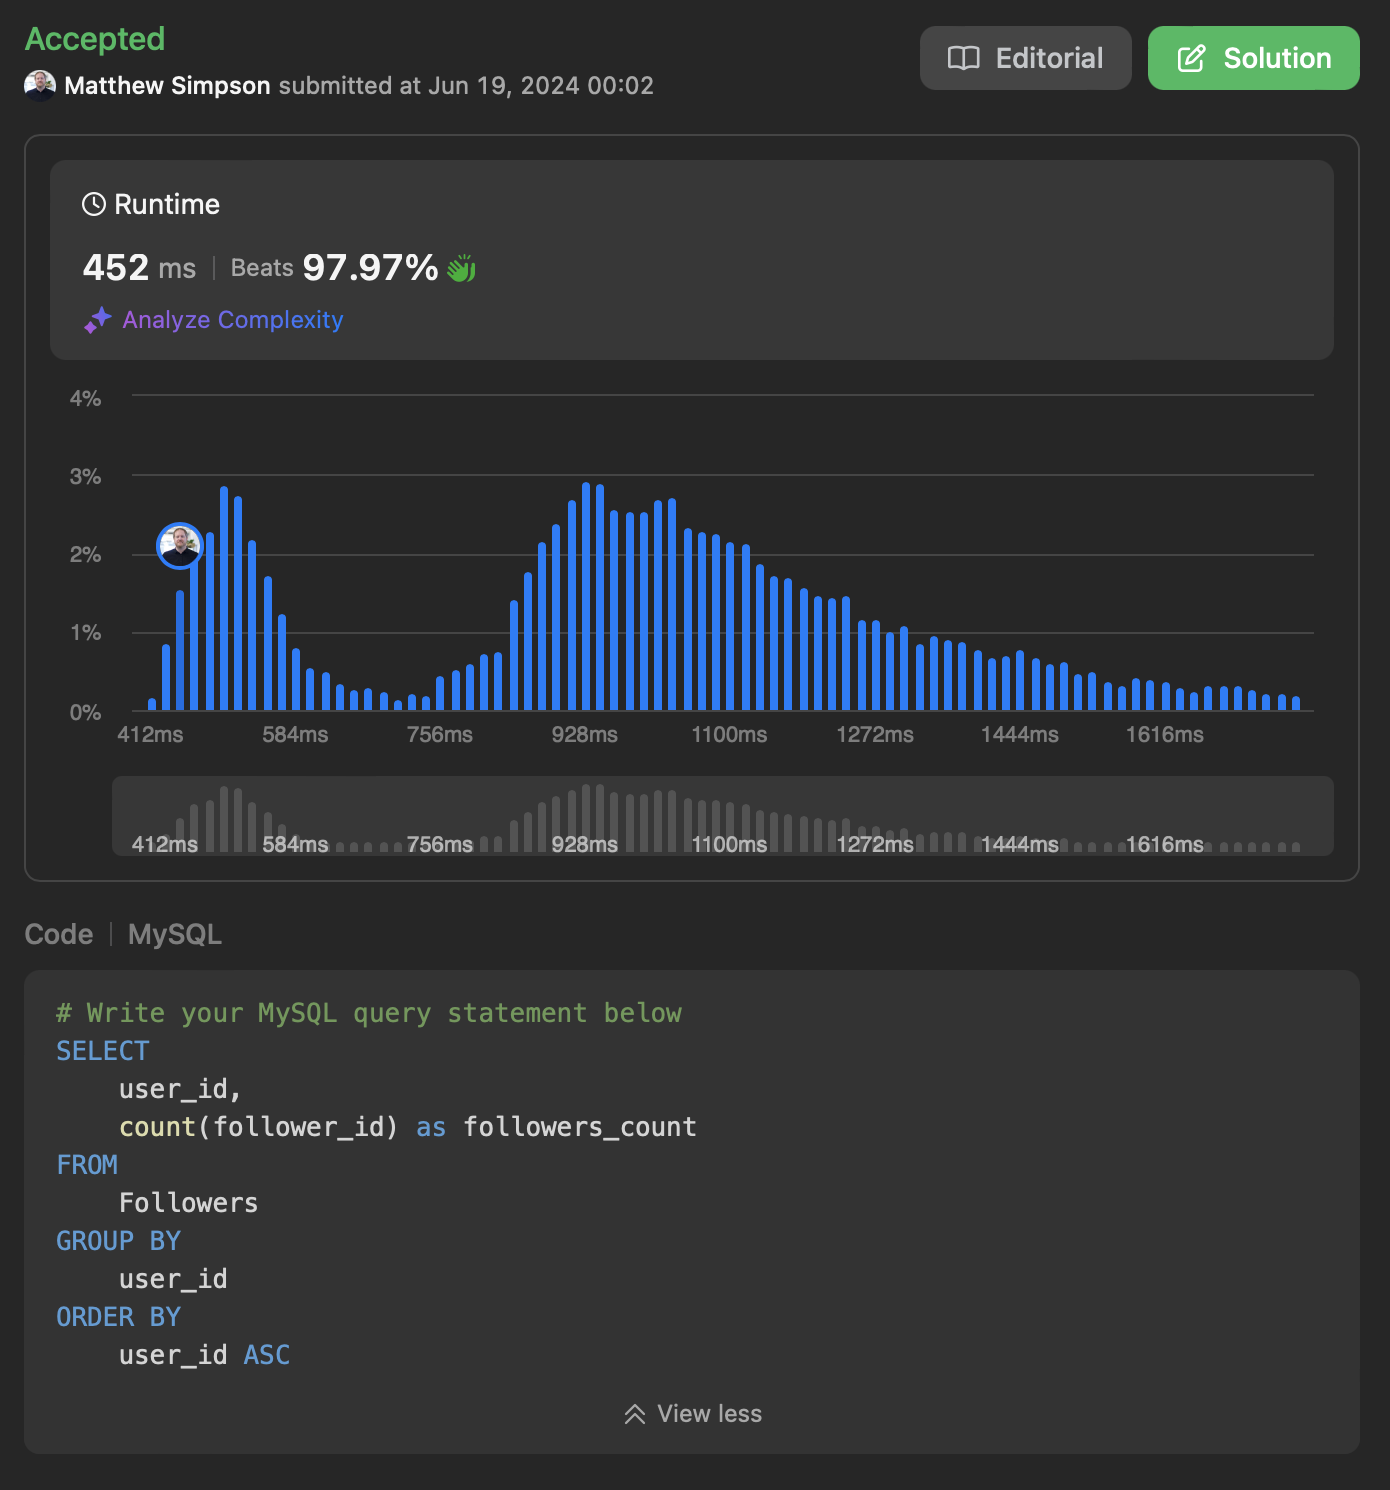 Accepted
Editorial
Solution
Matthew Simpson submitted at Jun 19, 2024 00:02
Runtime
452 ms | Beats 97.97%
Analyze Complexity
4%
3%
2%
1%
0%
412ms 584ms 756ms 928ms 1100ms 1272ms 1444ms 1616ms
412ms 584ms 756ms 928ms 1100ms 1272ms 1444ms 1616ms
Code | MySQL
# Write your MySQL query statement below
SELECT
    user_id,
    count(follower_id) as followers_count
FROM
    Followers
GROUP BY
    user_id
ORDER BY
    user_id ASC
View less